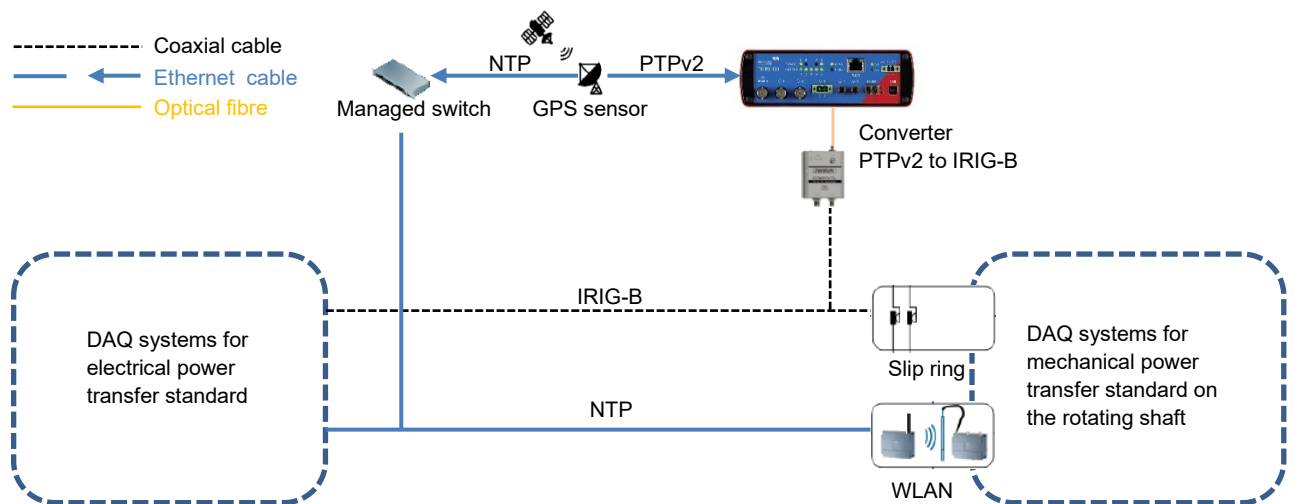 Coaxial cable
Ethernet cable
Optical fibre
NTP
PTPv2
Managed switch
GPS sensor
Converter
PTPv2 to IRIG-B
IRIG-B
DAQ systems for
electrical power
transfer standard
Slip ring
DAQ systems for
mechanical power
transfer standard on
the rotating shaft
NTP
WLAN